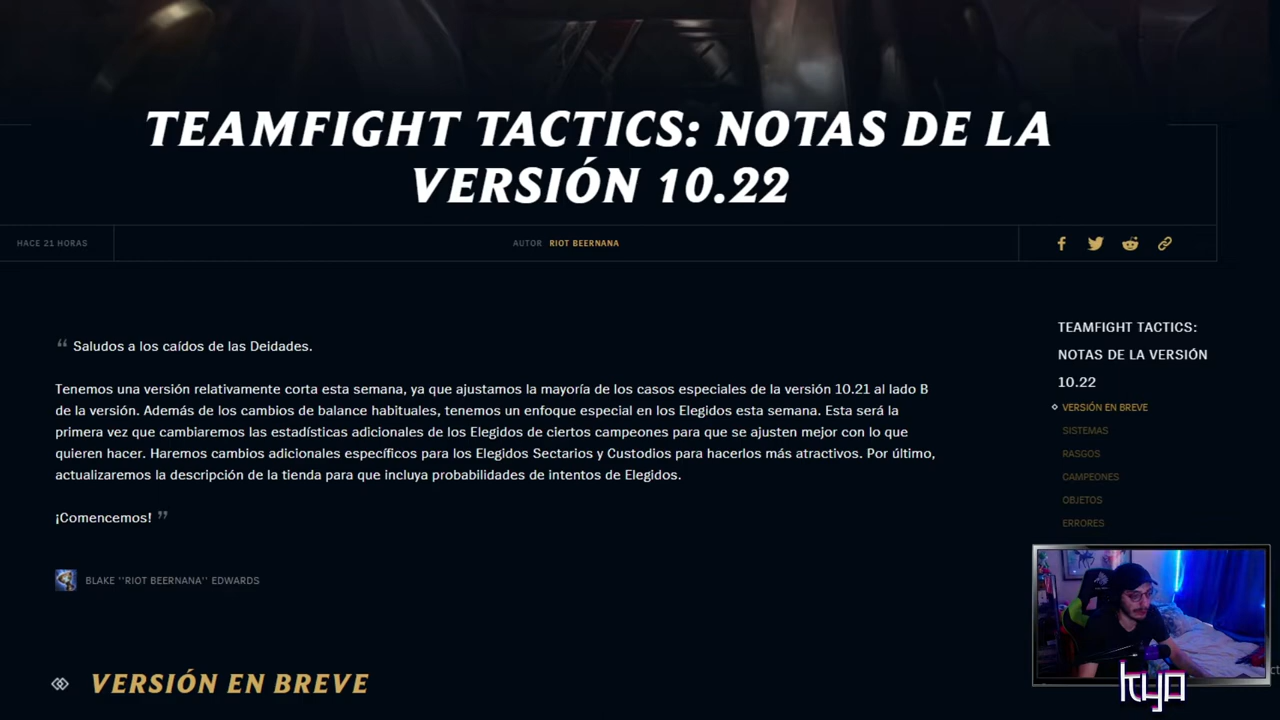 TEAMFIGHT TACTICS: NOTAS DE LA
VERSIÓN 10.22
HACE 21 HORAS
AUTOR RIOT BEERNANA
“ Saludos a los caídos de las Deidades.
Tenemos una versión relativamente corta esta semana, ya que ajustamos la mayoría de los casos especiales de la versión 10.21 al lado B
de la versión. Además de los cambios de balance habituales, tenemos un enfoque especial en los Elegidos esta semana. Esta será la
primera vez que cambiaremos las estadísticas adicionales de los Elegidos de ciertos campeones para que se ajusten mejor con lo que
quieren hacer. Haremos cambios adicionales específicos para los Elegidos Sectarios y Custodios para hacerlos más atractivos. Por último,
actualizaremos la descripción de la tienda para que incluya probabilidades de intentos de Elegidos.
¡Comencemos! ”
BLAKE ''RIOT BEERNANA'' EDWARDS
VERSIÓN EN BREVE
TEAMFIGHT TACTICS:
NOTAS DE LA VERSIÓN
10.22
VERSIÓN EN BREVE
SISTEMAS
RASGOS
CAMPEONES
OBJETOS
ERRORES
kyo